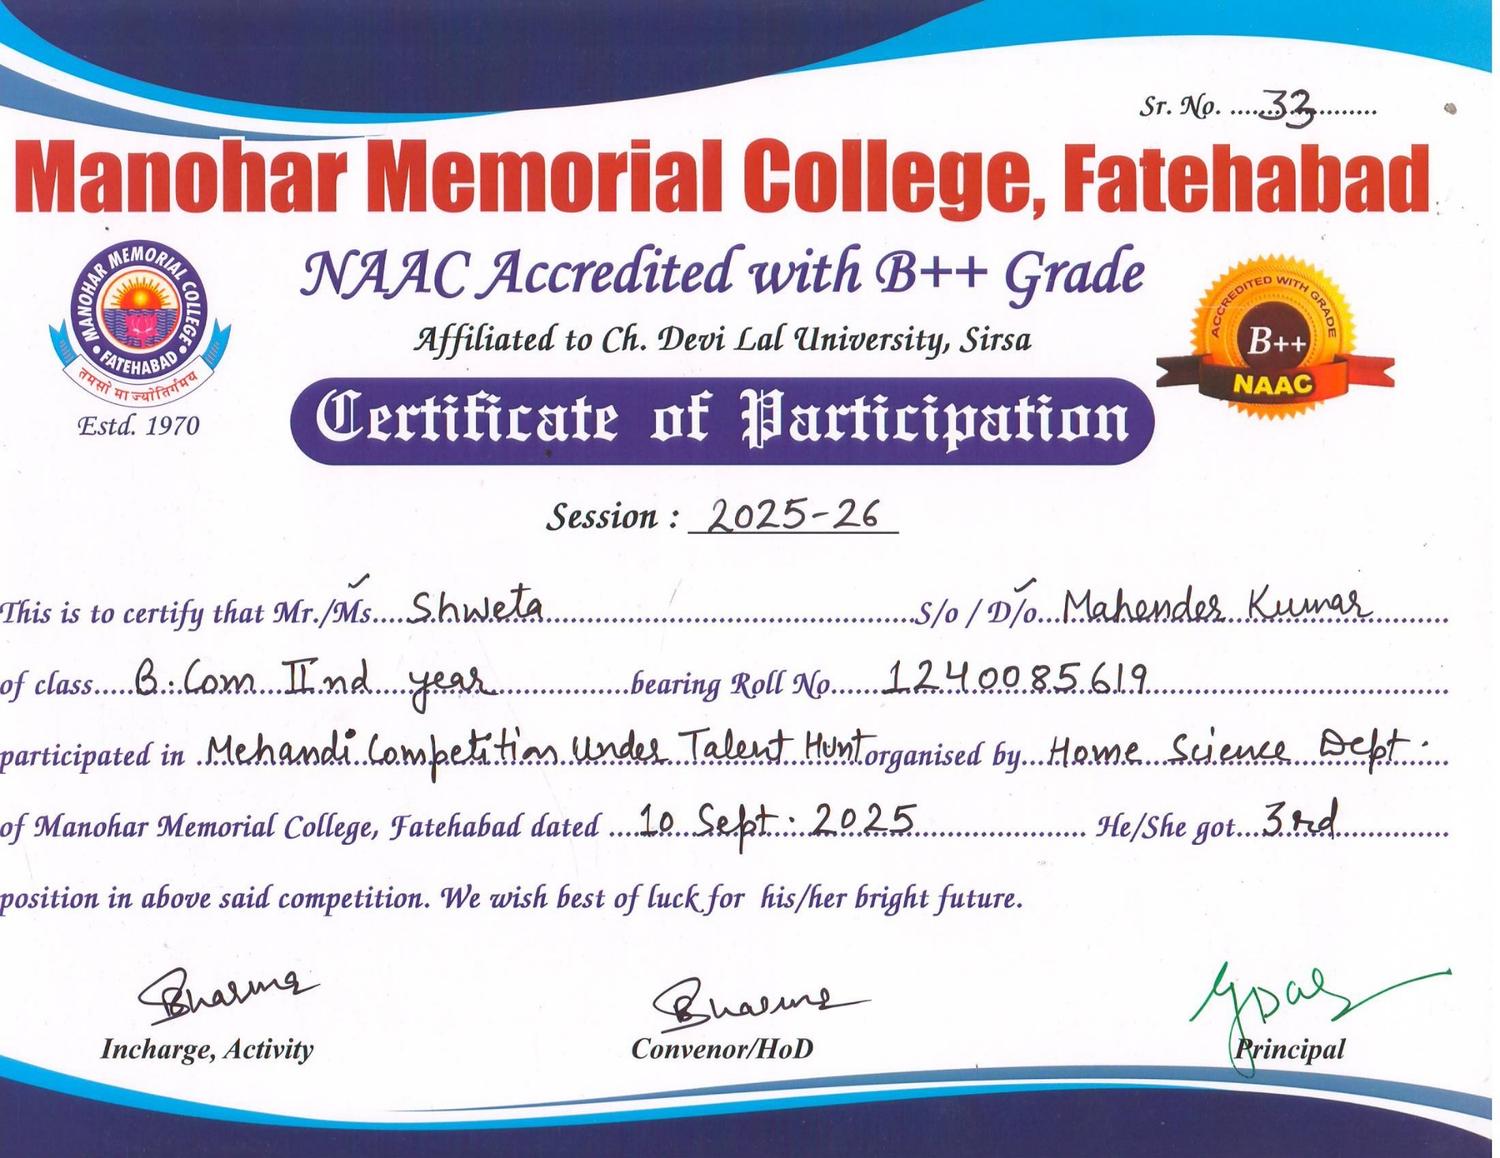 Sr. No. ......33..........
Manohar Memorial College, Fatehabad
MANOHAR MEMORIAL COLLEGE
• FATEHABAD •
तमसो मा ज्योतिर्गमय
Estd. 1970
NAAC Accredited with B++ Grade
Affiliated to Ch. Devi Lal University, Sirsa
ACCREDITED WITH GRADE
B++
NAAC
Certificate of Participation
Session : 2025-26
This is to certify that Mr./Ms. Shweta S/o / D/o Mahender Kumar
of class B.Com IInd year bearing Roll No. 1240085619
participated in Mehandi Competition Under Talent Hunt organised by Home Science Dept.
of Manohar Memorial College, Fatehabad dated 10 Sept. 2025 He/She got 3rd
position in above said competition. We wish best of luck for his/her bright future.
Sharma Sharma
Incharge, Activity Convenor/HoD Principal